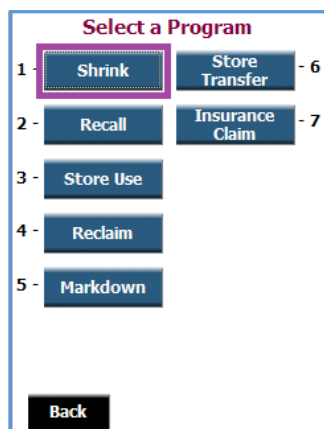 Select a Program
1 - Shrink
Store Transfer - 6
2 - Recall
Insurance Claim - 7
3 - Store Use
4 - Reclaim
5 - Markdown
Back